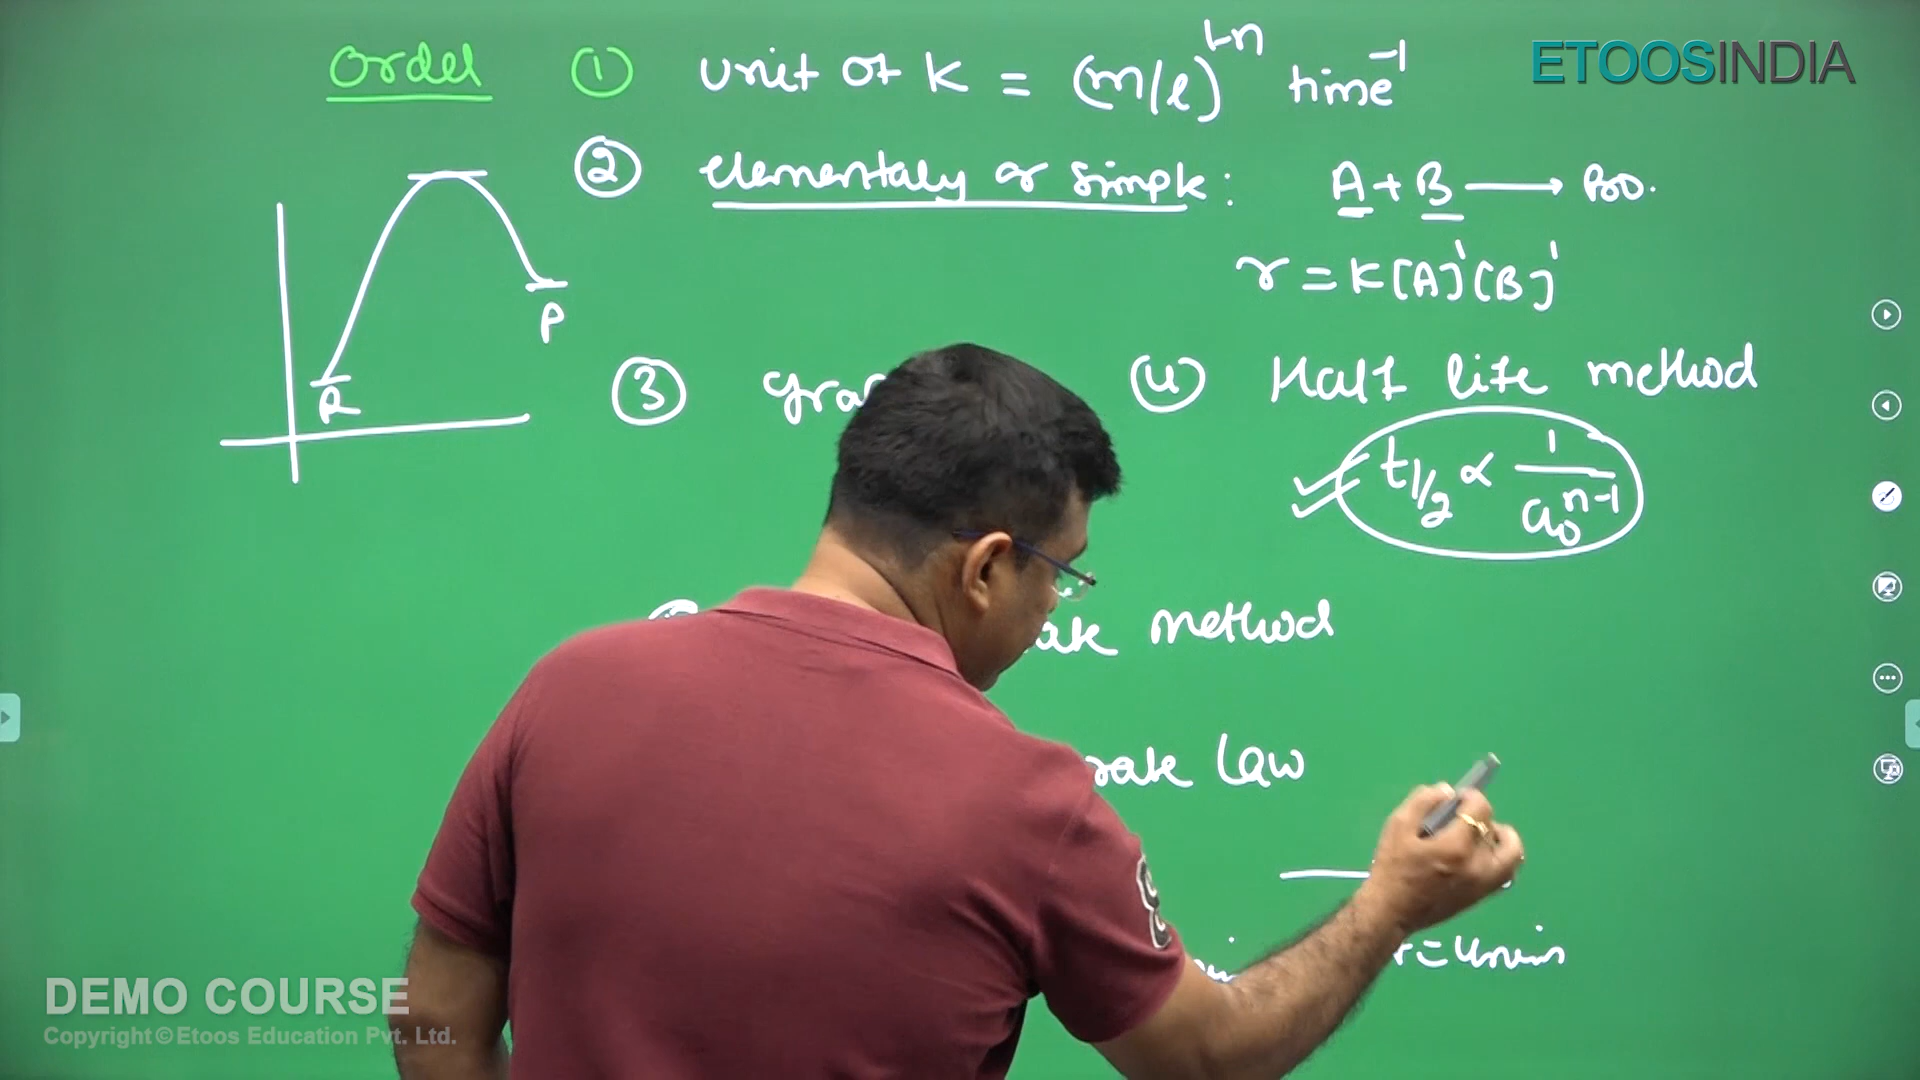 ETOOSINDIA
Order ① unit of K = (m/l)^1-n time^-1
② elementary or simple : A + B ⟶ Pro.
r = K[A]^1[B]^1
P
R
③ ④ Half life method
t1/2 ∝ 1/a0^n-1
method
rate law
DEMO COURSE
Copyright © Etoos Education Pvt. Ltd.